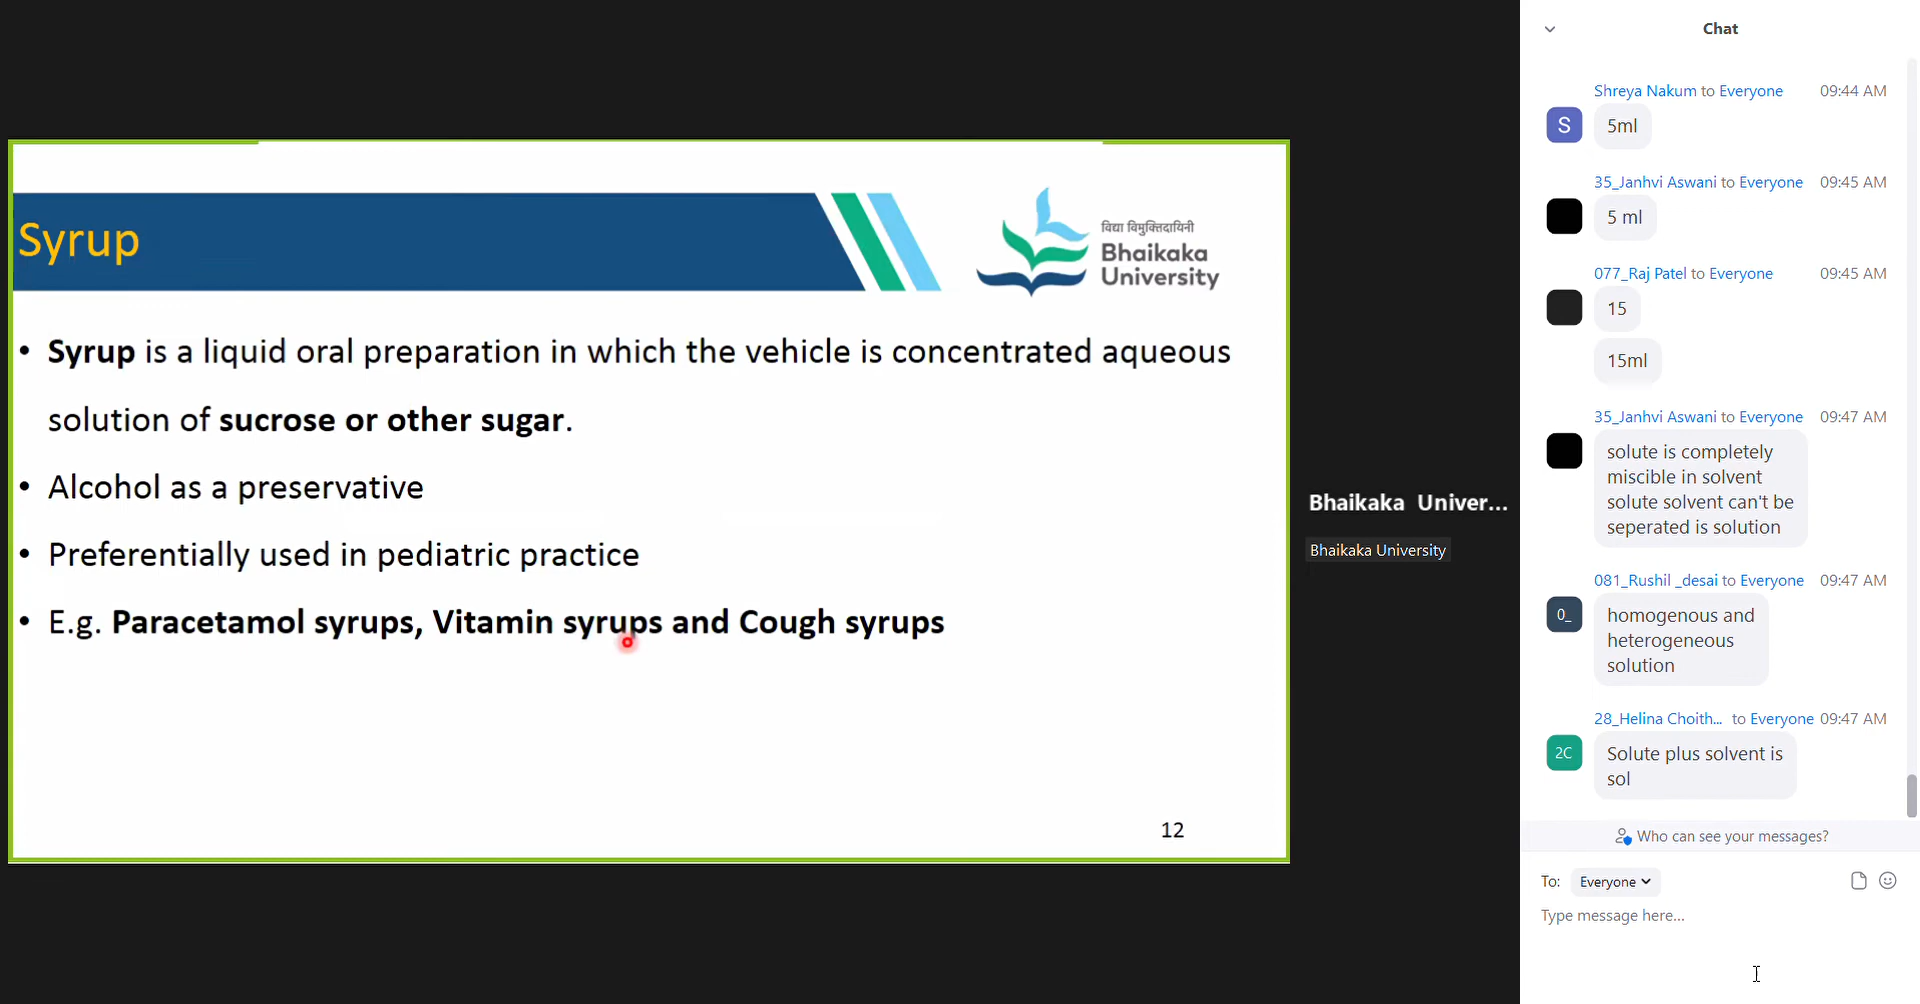 Syrup
विद्या विमुक्तिदायिनी
Bhaikaka
University
• Syrup is a liquid oral preparation in which the vehicle is concentrated aqueous
solution of sucrose or other sugar.
• Alcohol as a preservative
• Preferentially used in pediatric practice
• E.g. Paracetamol syrups, Vitamin syrups and Cough syrups
12
Bhaikaka Univer...
Bhaikaka University
Chat
Shreya Nakum to Everyone 09:44 AM
S
5ml
35_Janhvi Aswani to Everyone 09:45 AM
5 ml
077_Raj Patel to Everyone 09:45 AM
15
15ml
35_Janhvi Aswani to Everyone 09:47 AM
solute is completely
miscible in solvent
solute solvent can't be
seperated is solution
081_Rushil _desai to Everyone 09:47 AM
0_
homogenous and
heterogeneous
solution
28_Helina Choith... to Everyone 09:47 AM
2C
Solute plus solvent is
sol
Who can see your messages?
To: Everyone
Type message here...